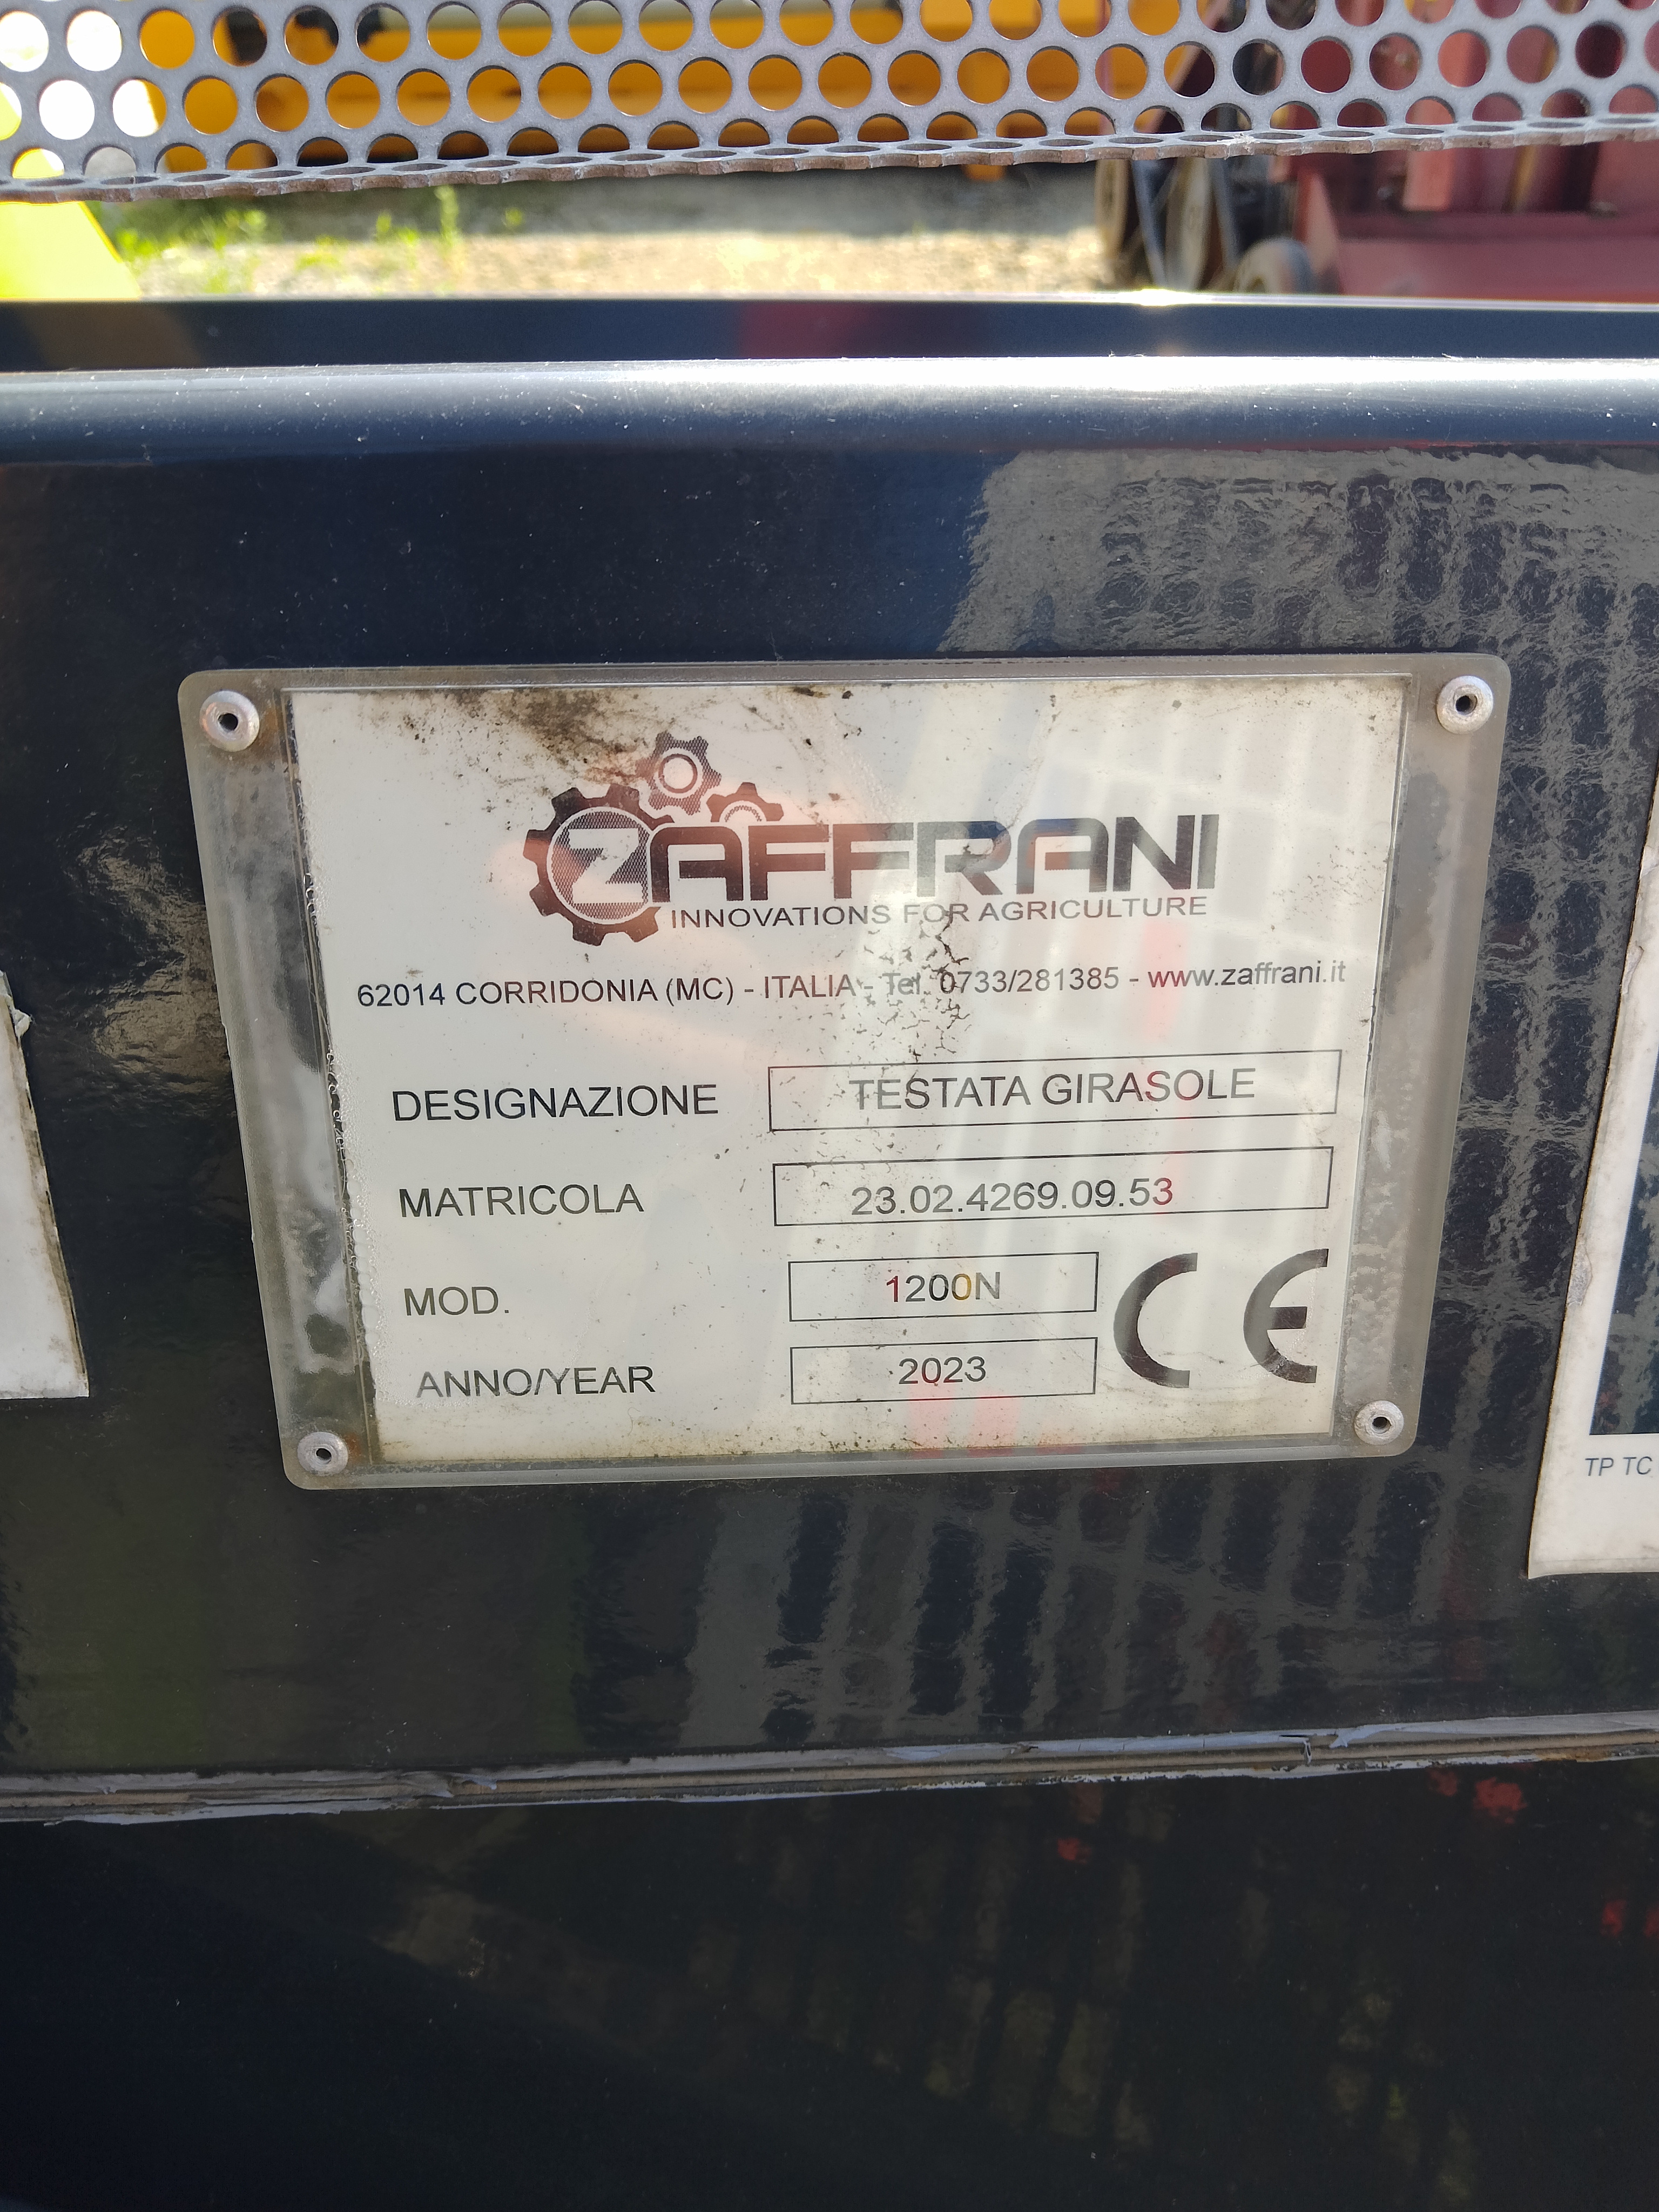 ZAFFRANI
INNOVATIONS FOR AGRICULTURE
62014 CORRIDONIA (MC) - ITALIA - Tel. 0733/281385 - www.zaffrani.it
DESIGNAZIONE TESTATA GIRASOLE
MATRICOLA 23.02.4269.09.53
MOD. 1200N
ANNO/YEAR 2023
CE
TP TC